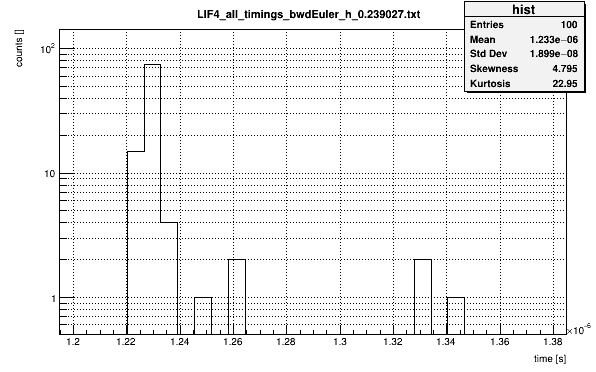 LIF4_all_timings_bwdEuler_h_0.239027.txt
hist
Entries 100
Mean 1.233e−06
Std Dev 1.899e−08
Skewness 4.795
Kurtosis 22.95
counts []
10²
10
1
1.2 1.22 1.24 1.26 1.28 1.3 1.32 1.34 1.36 1.38
×10⁻⁶
time [s]